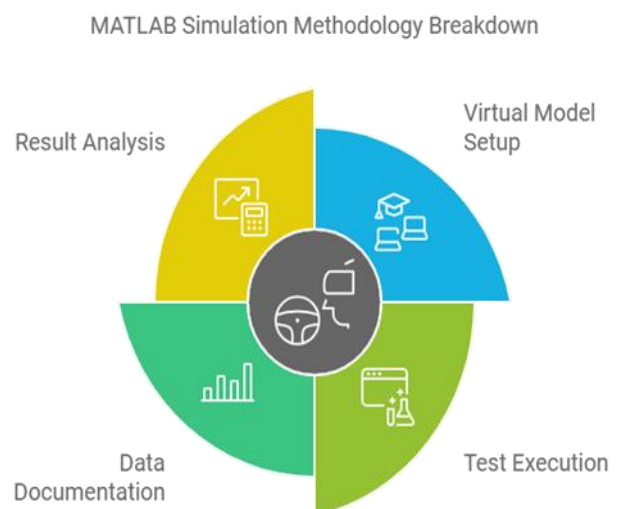 MATLAB Simulation Methodology Breakdown
Result Analysis
Virtual Model
Setup
Data
Documentation
Test Execution